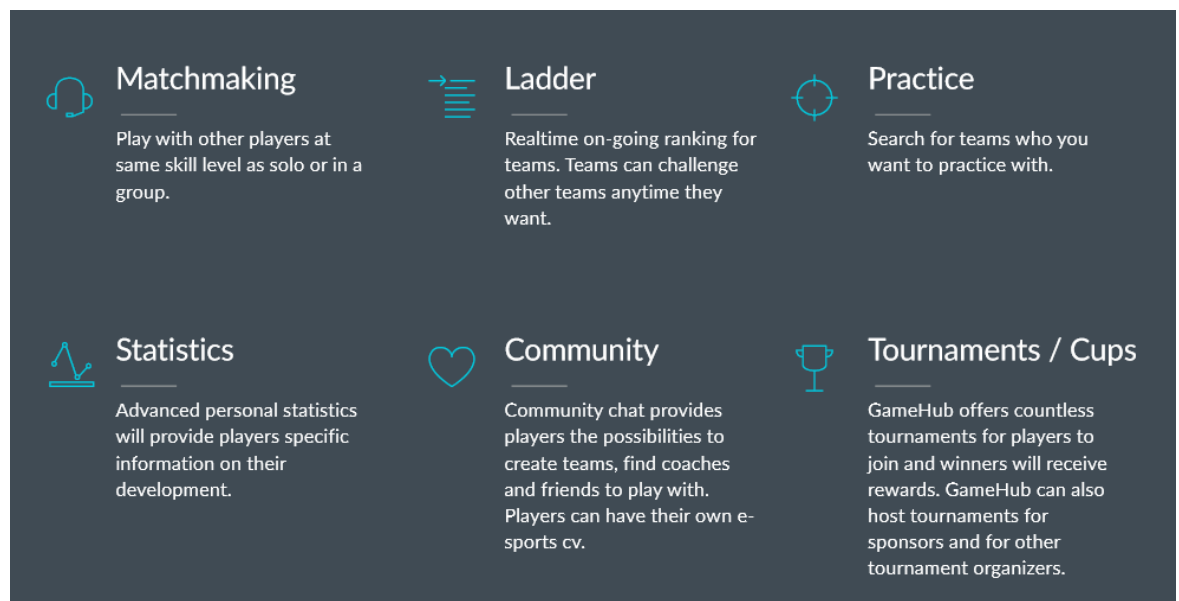 Matchmaking
Play with other players at
same skill level as solo or in a
group.
Ladder
Realtime on-going ranking for
teams. Teams can challenge
other teams anytime they
want.
Practice
Search for teams who you
want to practice with.
Statistics
Advanced personal statistics
will provide players specific
information on their
development.
Community
Community chat provides
players the possibilities to
create teams, find coaches
and friends to play with.
Players can have their own e-
sports cv.
Tournaments / Cups
GameHub offers countless
tournaments for players to
join and winners will receive
rewards. GameHub can also
host tournaments for
sponsors and for other
tournament organizers.